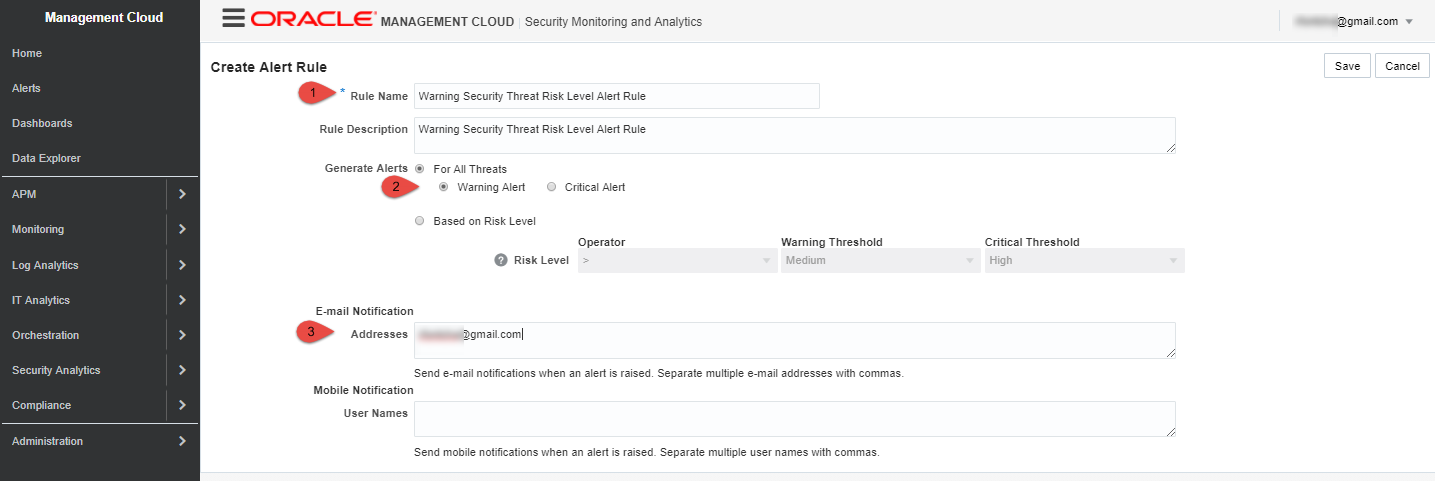 Management Cloud
Home
Alerts
Dashboards
Data Explorer
APM
Monitoring
Log Analytics
IT Analytics
Orchestration
Security Analytics
Compliance
Administration
ORACLE® MANAGEMENT CLOUD Security Monitoring and Analytics
@gmail.com
Create Alert Rule
Save Cancel
1 * Rule Name Warning Security Threat Risk Level Alert Rule
Rule Description Warning Security Threat Risk Level Alert Rule
Generate Alerts For All Threats
2 Warning Alert Critical Alert
Based on Risk Level
Operator Warning Threshold Critical Threshold
? Risk Level > Medium High
E-mail Notification
3 Addresses @gmail.com
Send e-mail notifications when an alert is raised. Separate multiple e-mail addresses with commas.
Mobile Notification
User Names
Send mobile notifications when an alert is raised. Separate multiple user names with commas.